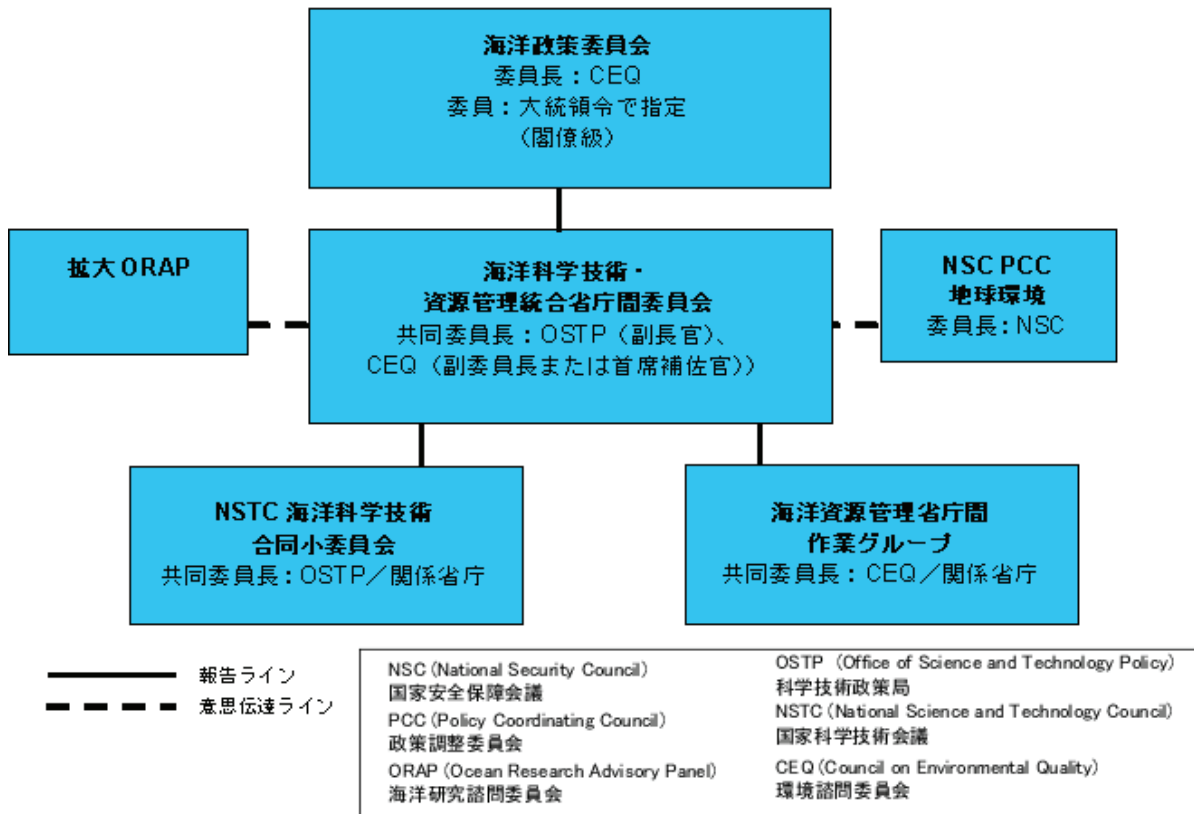 海洋政策委員会
委員長：CEQ
委員：大統領令で指定
（閣僚級）
拡大ORAP
海洋科学技術・
資源管理統合省庁間委員会
共同委員長：OSTP（副長官）、
CEQ（副委員長または首席補佐官））
NSC PCC
地球環境
委員長：NSC
NSTC 海洋科学技術
合同小委員会
共同委員長：OSTP／関係省庁
海洋資源管理省庁間
作業グループ
共同委員長：CEQ／関係省庁
報告ライン
意思伝達ライン
NSC (National Security Council)
国家安全保障会議
PCC (Policy Coordinating Council)
政策調整委員会
ORAP (Ocean Research Advisory Panel)
海洋研究諮問委員会
OSTP （Office of Science and Technology Policy)
科学技術政策局
NSTC (National Science and Technology Council)
国家科学技術会議
CEQ (Council on Environmental Quality)
環境諮問委員会